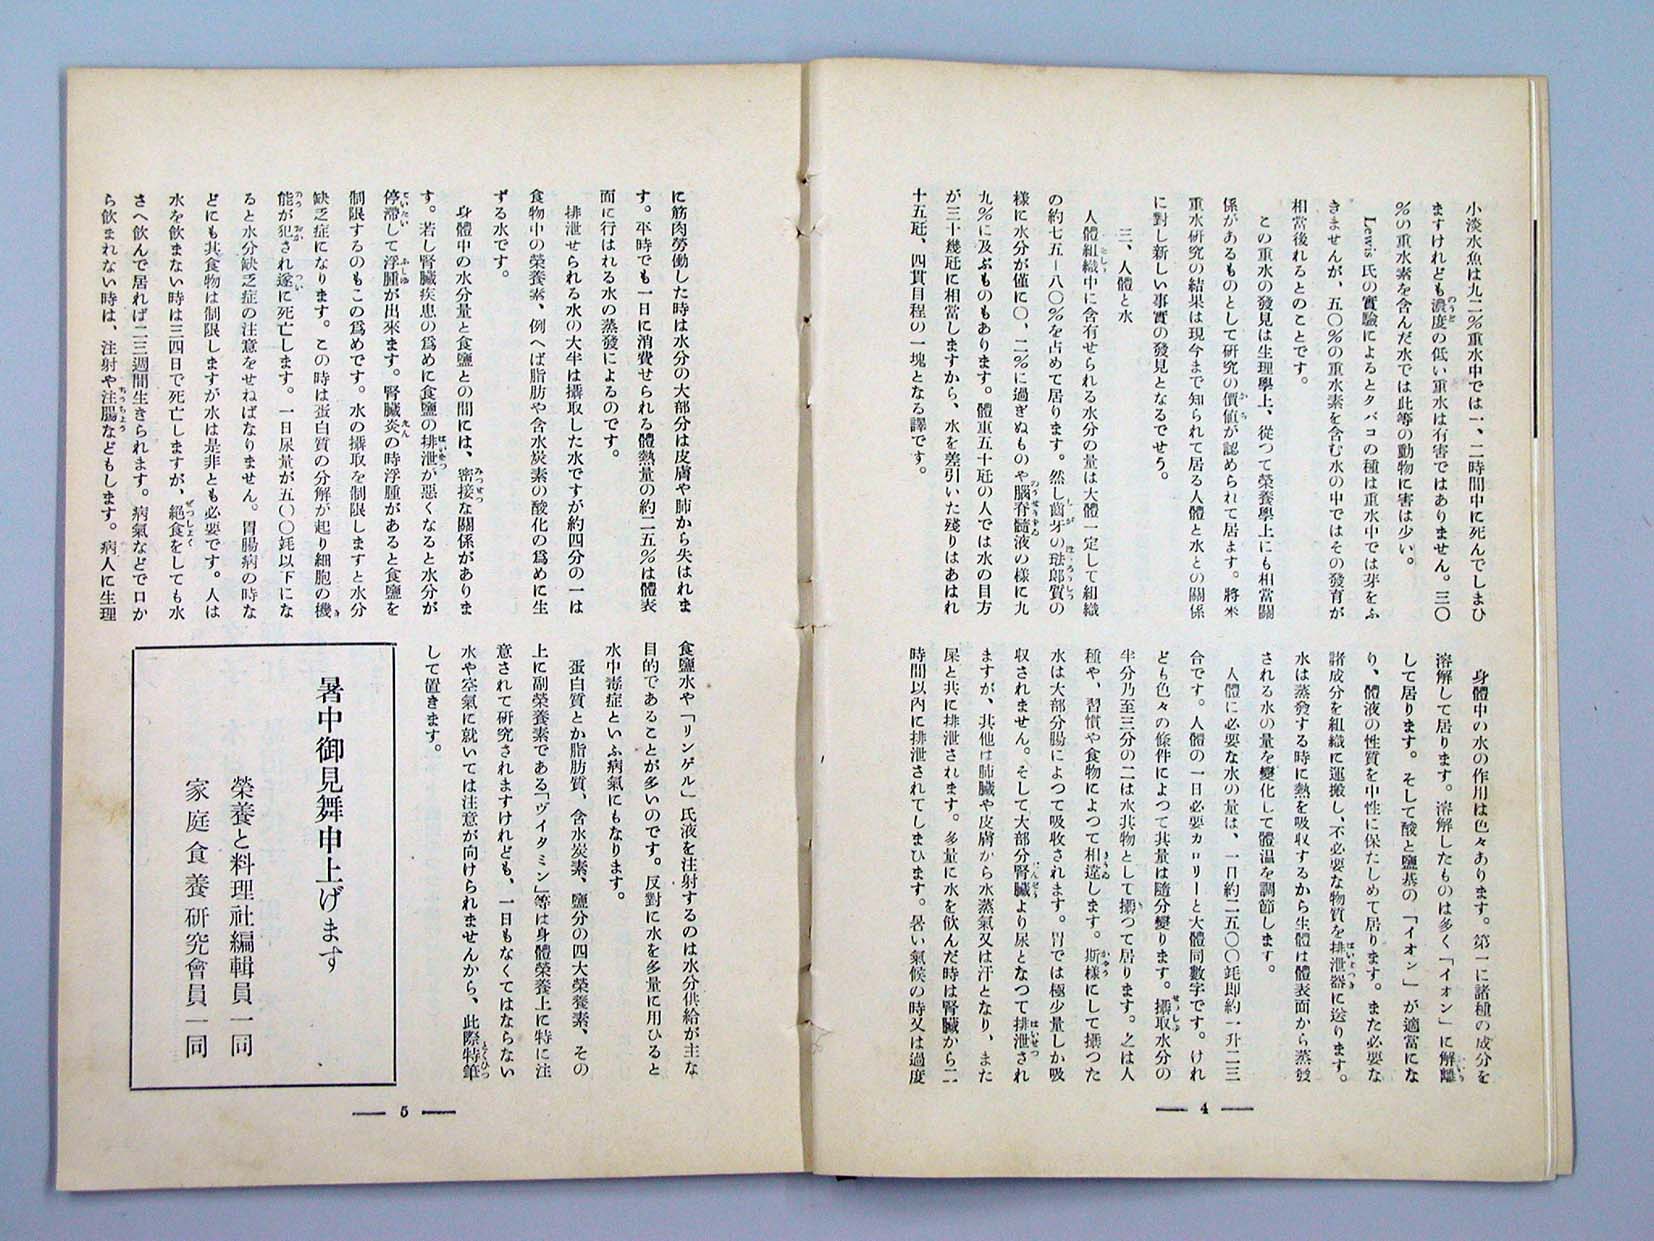 小淡水魚は九二％重水中では一、二時間中に死んでしまひ
ますけれども濃度の低い重水は有害ではありません。三〇
％の重水素を含んだ水では此等の動物に害は少い。
Lewis 氏の實驗によるとタバコの種は重水中では芽をふ
きませんが、五〇％の重水素を含む水の中ではその發育が
相當後れるとのことです。
この重水の發見は生理學上、從つて榮養學上にも相當關
係があるものとして研究の價値が認められて居ます。將來
重水研究の結果は現今まで知られて居る人體と水との關係
に對し新しい事實の發見となるでせう。
三、人體と水
人體組織中に含有せられる水分の量は大體一定して組織
の約七五―八〇％を占めて居ります。然し齒牙の琺瑯質の
樣に水分が僅に〇、二％に過ぎぬものや腦脊髓液の樣に九
九％に及ぶものもあります。體重五十瓩の人では水の目方
が三十幾瓩に相當しますから、水を差引いた殘りはあはれ
十五瓩、四貫目程の一塊となる譯です。
身體中の水の作用は色々あります。第一に諸種の成分を
溶解して居ります。溶解したものは多く「イオン」に解離
して居ります。そして酸と鹽基の「イオン」が適當にな
り、體液の性質を中性に保たしめて居ります。また必要な
諸成分を組織に運搬し、不必要な物質を排泄器に送ります。
水は蒸發する時に熱を吸收するから生體は體表面から蒸發
される水の量を變化して體溫を調節します。
人體に必要な水の量は、一日約二五〇〇竓即約一升二三
合です。人體の一日必要カロリーと大體同數字です。けれ
ども色々の條件によつて其量は隨分變ります。攝取水分の
半分乃至三分の二は水其物として攝つて居ります。之は人
種や、習慣や食物によつて相違します。斯樣にして攝つた
水は大部分腸によつて吸收されます。胃では極少量しか吸
收されません。そして大部分腎臟より尿となつて排泄され
ますが、其他は肺臟や皮膚から水蒸氣又は汗となり、また
屎と共に排泄されます。多量に水を飮んだ時は腎臟から二
時間以內に排泄されてしまひます。暑い氣候の時又は過度
― 4 ―
に筋肉勞働した時は水分の大部分は皮膚や肺から失はれま
す。平時でも一日に消費せられる體熱量の約二五％は體表
面に行はれる水の蒸發によるのです。
排泄せられる水の大半は攝取した水ですが約四分の一は
食物中の榮養素、例へば脂肪や含水炭素の酸化の爲めに生
ずる水です。
身體中の水分量と食鹽との間には、密接な關係がありま
す。若し腎臟疾患の爲めに食鹽の排泄が惡くなると水分が
停滯して浮腫が出來ます。腎臟炎の時浮腫があると食鹽を
制限するのもこの爲めです。水の攝取を制限しますと水分
缺乏症になります。この時は蛋白質の分解が起り細胞の機
能が犯され遂に死亡します。一日尿量が五〇〇竓以下にな
ると水分缺乏症の注意をせねばなりません。胃腸病の時な
どにも其食物は制限しますが水は是非とも必要です。人は
水を飮まない時は三四日で死亡しますが、絕食をしても水
さへ飮んで居れば二三週間生きられます。病氣などで口か
ら飮まれない時は、注射や注腸などもします。病人に生理
食鹽水や「リンゲル」氏液を注射するのは水分供給が主な
目的であることが多いのです。反對に水を多量に用ひると
水中毒症といふ病氣にもなります。
蛋白質とか脂肪質、含水炭素、鹽分の四大榮養素、その
上に副榮養素である「ヴイタミン」等は身體榮養上に特に注
意されて研究されますけれども、一日もなくてはならない
水や空氣に就いては注意が向けられませんから、此際特筆
して置きます。
暑中御見舞申上げます
榮養と料理社編輯員一同
家庭食養研究會員一同
― 5 ―